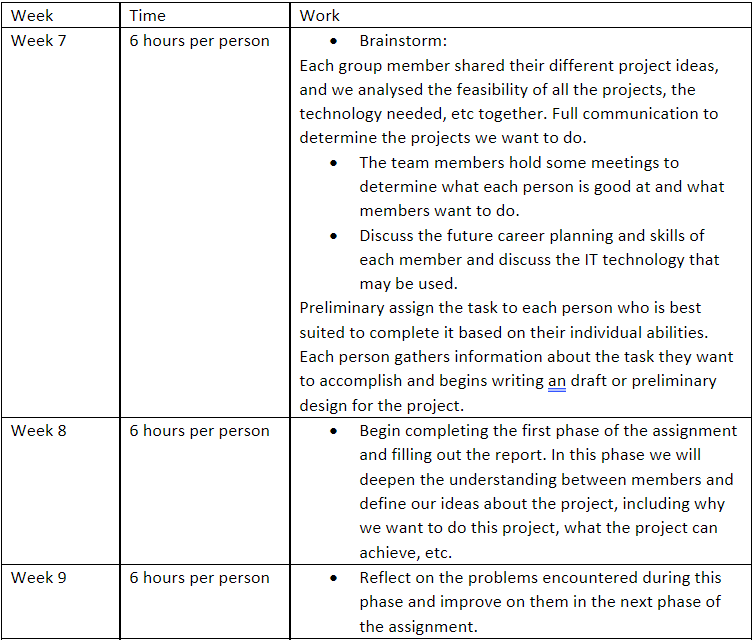 Week Time Work
Week 7 6 hours per person • Brainstorm:
Each group member shared their different project ideas,
and we analysed the feasibility of all the projects, the
technology needed, etc together. Full communication to
determine the projects we want to do.
• The team members hold some meetings to
determine what each person is good at and what
members want to do.
• Discuss the future career planning and skills of
each member and discuss the IT technology that
may be used.
Preliminary assign the task to each person who is best
suited to complete it based on their individual abilities.
Each person gathers information about the task they want
to accomplish and begins writing an draft or preliminary
design for the project.
Week 8 6 hours per person • Begin completing the first phase of the assignment
and filling out the report. In this phase we will
deepen the understanding between members and
define our ideas about the project, including why
we want to do this project, what the project can
achieve, etc.
Week 9 6 hours per person • Reflect on the problems encountered during this
phase and improve on them in the next phase of
the assignment.